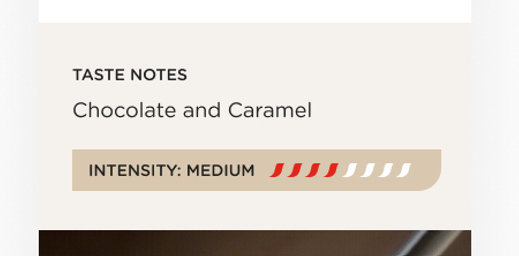 TASTE NOTES
Chocolate and Caramel
INTENSITY: MEDIUM